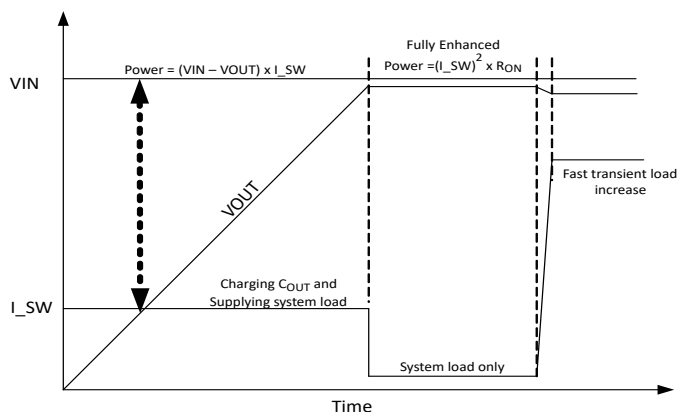 Fully Enhanced
Power = (VIN – VOUT) x I_SW
Power =(I_SW)² x RON
VIN
VOUT
Fast transient load
increase
Charging COUT and
Supplying system load
I_SW
System load only
Time